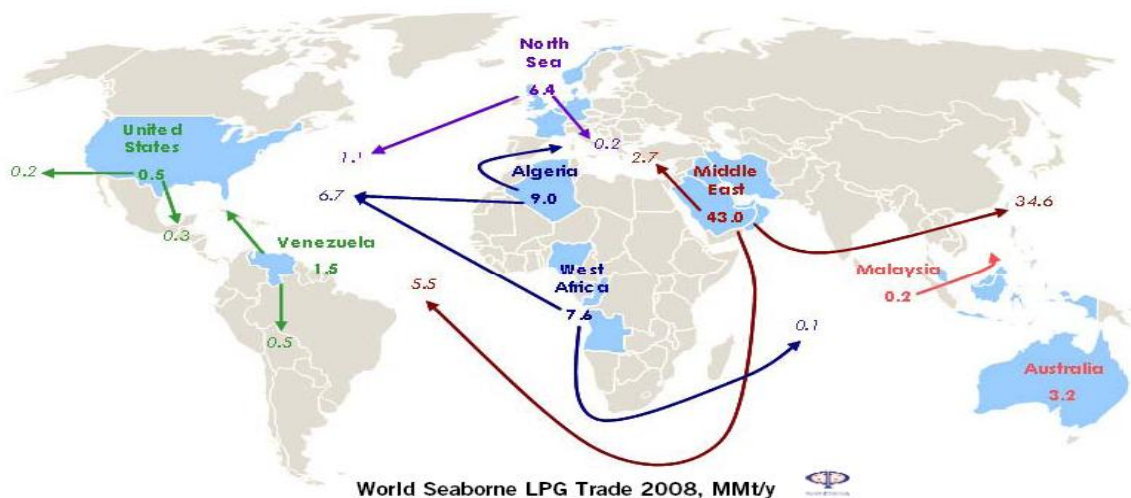 North
Sea
6.4
0.2
1.1
United
States
0.5
0.2
0.3
Algeria
9.0
6.7
2.7
Middle
East
43.0
34.6
Venezuela
1.5
0.5
West
Africa
7.6
5.5
0.1
Malaysia
0.2
Australia
3.2
World Seaborne LPG Trade 2008, MMt/y